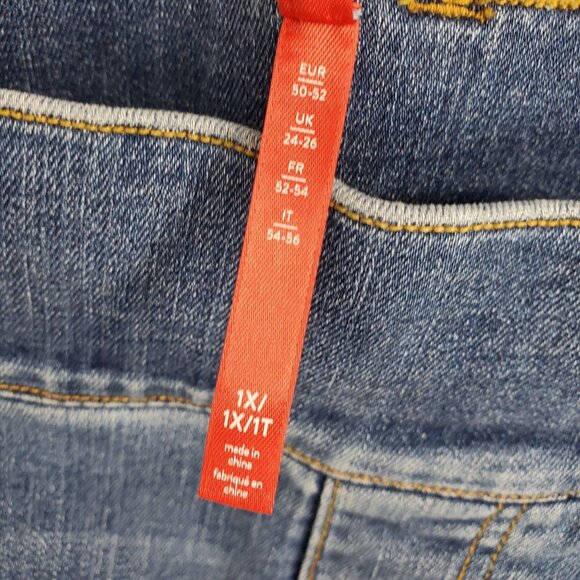 EUR
50-52
UK
24-26
FR
52-54
IT
54-56
1X/
1X/1T
made in
china
fabriqué en
chine